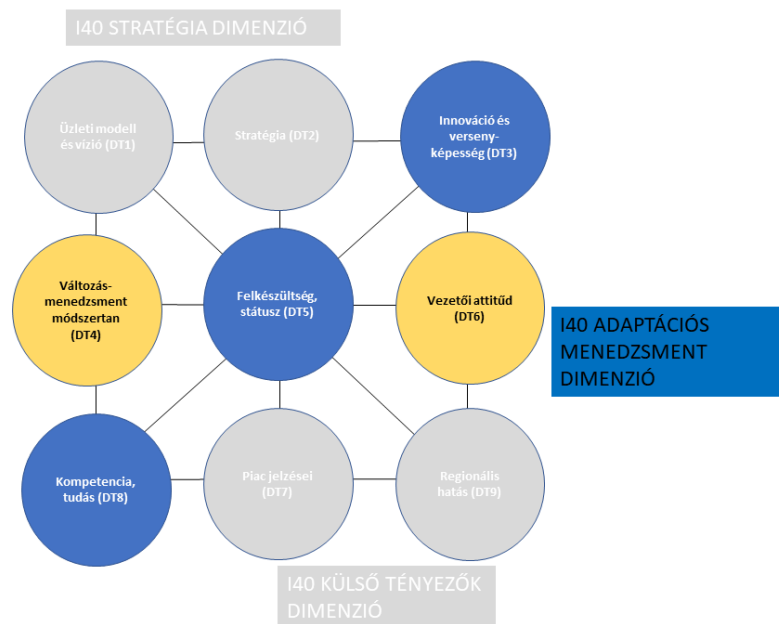 I40 STRATÉGIA DIMENZIÓ
Üzleti modell
és vízió (DT1)
Stratégia (DT2)
Innováció és
verseny-
képesség (DT3)
Változás-
menedzsment
módszertan
(DT4)
Felkészültség,
státusz (DT5)
Vezetői attitűd
(DT6)
I40 ADAPTÁCIÓS
MENEDZSMENT
DIMENZIÓ
Kompetencia,
tudás (DT8)
Piac jelzései
(DT7)
Regionális
hatás (DT9)
I40 KÜLSŐ TÉNYEZŐK
DIMENZIÓ